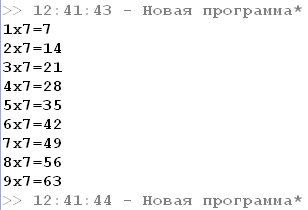 >> 12:41:43 - Новая программа*
1x7=7
2x7=14
3x7=21
4x7=28
5x7=35
6x7=42
7x7=49
8x7=56
9x7=63
>> 12:41:44 - Новая программа*